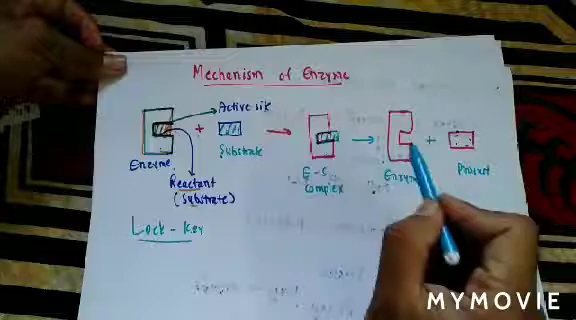 Mechanism of Enzyme
Active site
+
Enzyme
Substrate
Reactant
(Substrate)
E-S
Complex
Enzyme
+
Product
Lock - Key
MYMOVIE